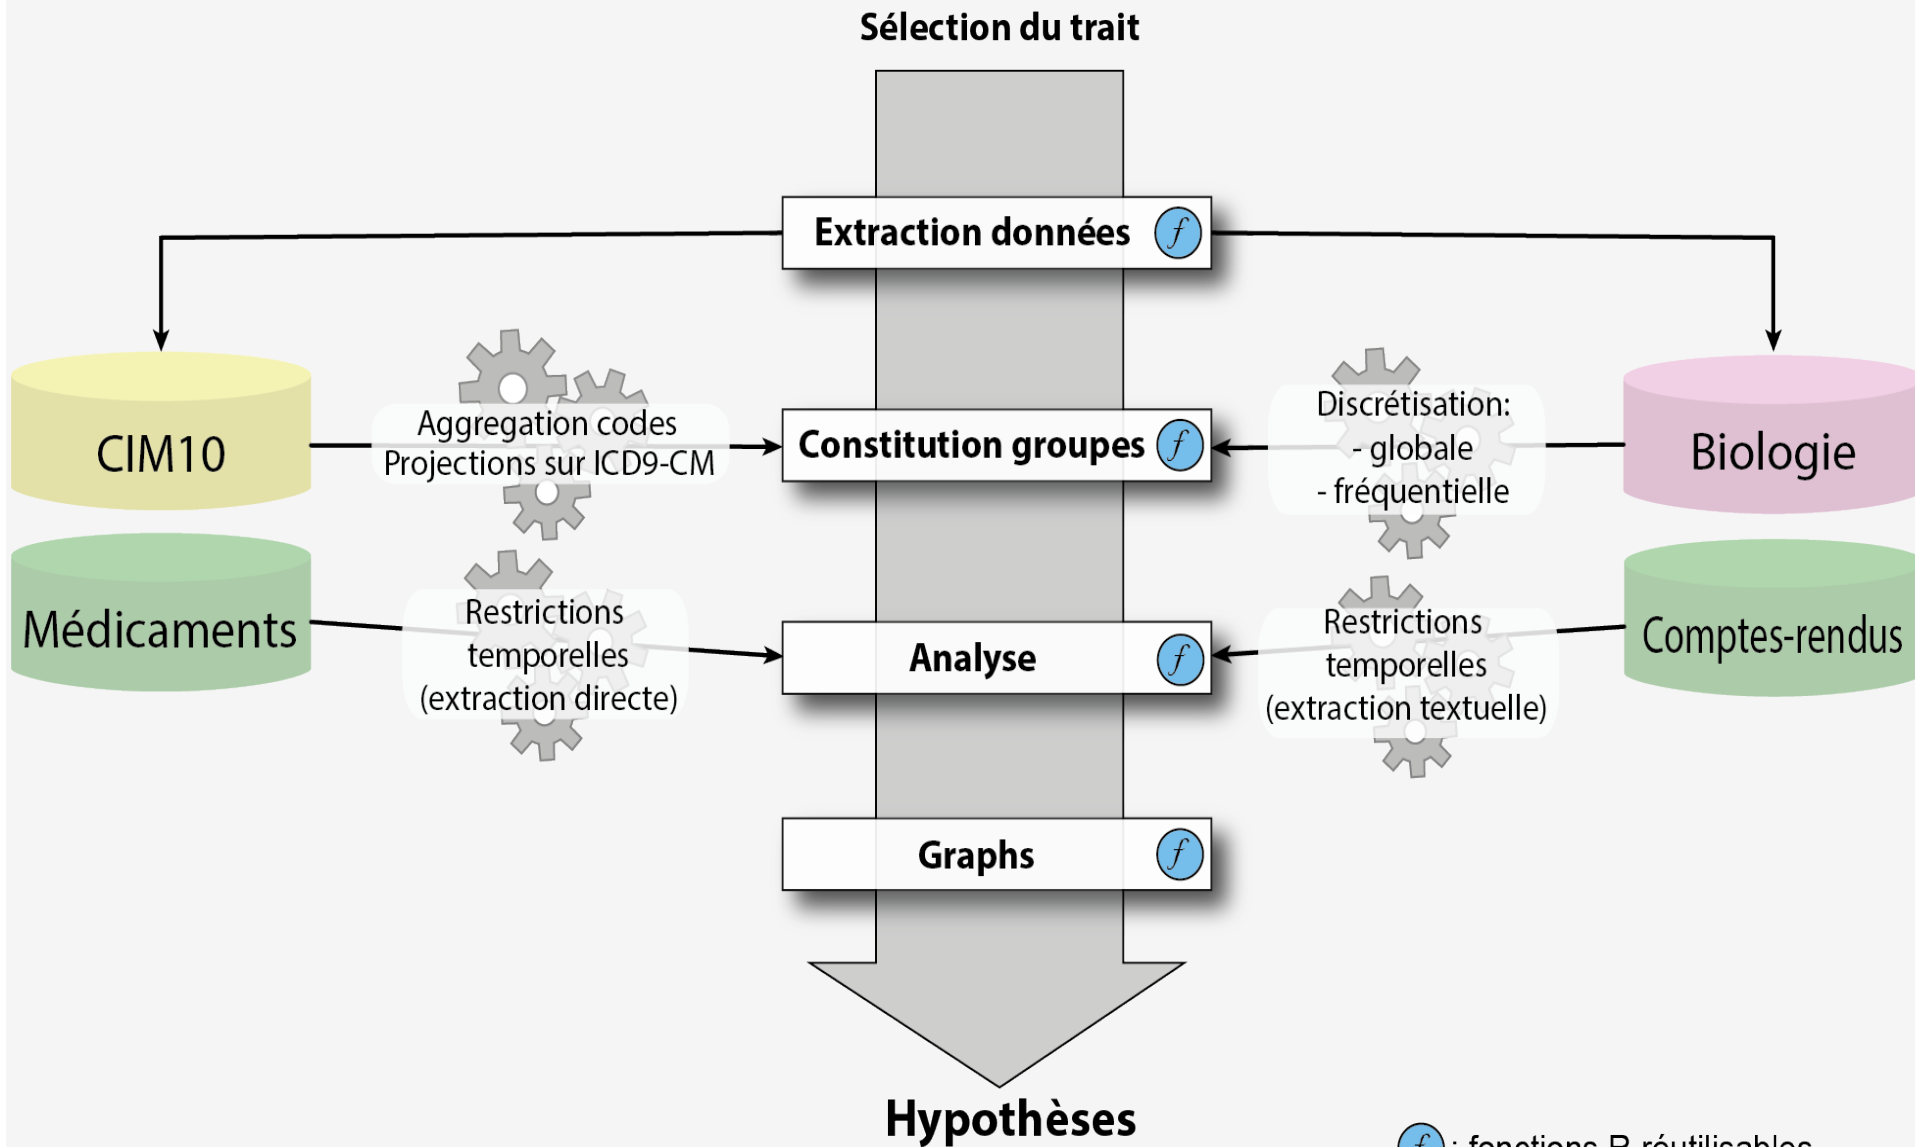 Sélection du trait
Extraction données f
CIM10
Aggregation codes
Projections sur ICD9-CM
Constitution groupes f
Discrétisation:
- globale
- fréquentielle
Biologie
Médicaments
Restrictions
temporelles
(extraction directe)
Analyse f
Restrictions
temporelles
(extraction textuelle)
Comptes-rendus
Graphs f
Hypothèses
f : fonctions R réutilisables